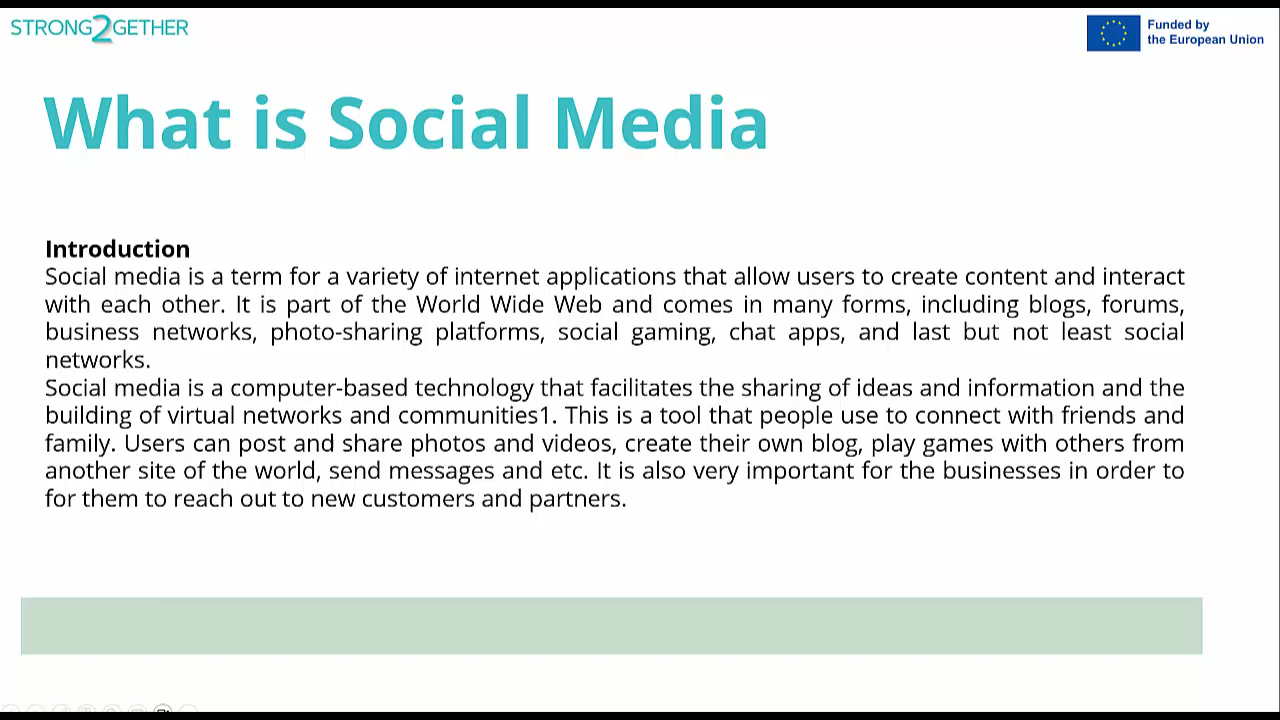 STRONG2GETHER
Funded by
the European Union
What is Social Media
Introduction
Social media is a term for a variety of internet applications that allow users to create content and interact
with each other. It is part of the World Wide Web and comes in many forms, including blogs, forums,
business networks, photo-sharing platforms, social gaming, chat apps, and last but not least social
networks.
Social media is a computer-based technology that facilitates the sharing of ideas and information and the
building of virtual networks and communities1. This is a tool that people use to connect with friends and
family. Users can post and share photos and videos, create their own blog, play games with others from
another site of the world, send messages and etc. It is also very important for the businesses in order to
for them to reach out to new customers and partners.